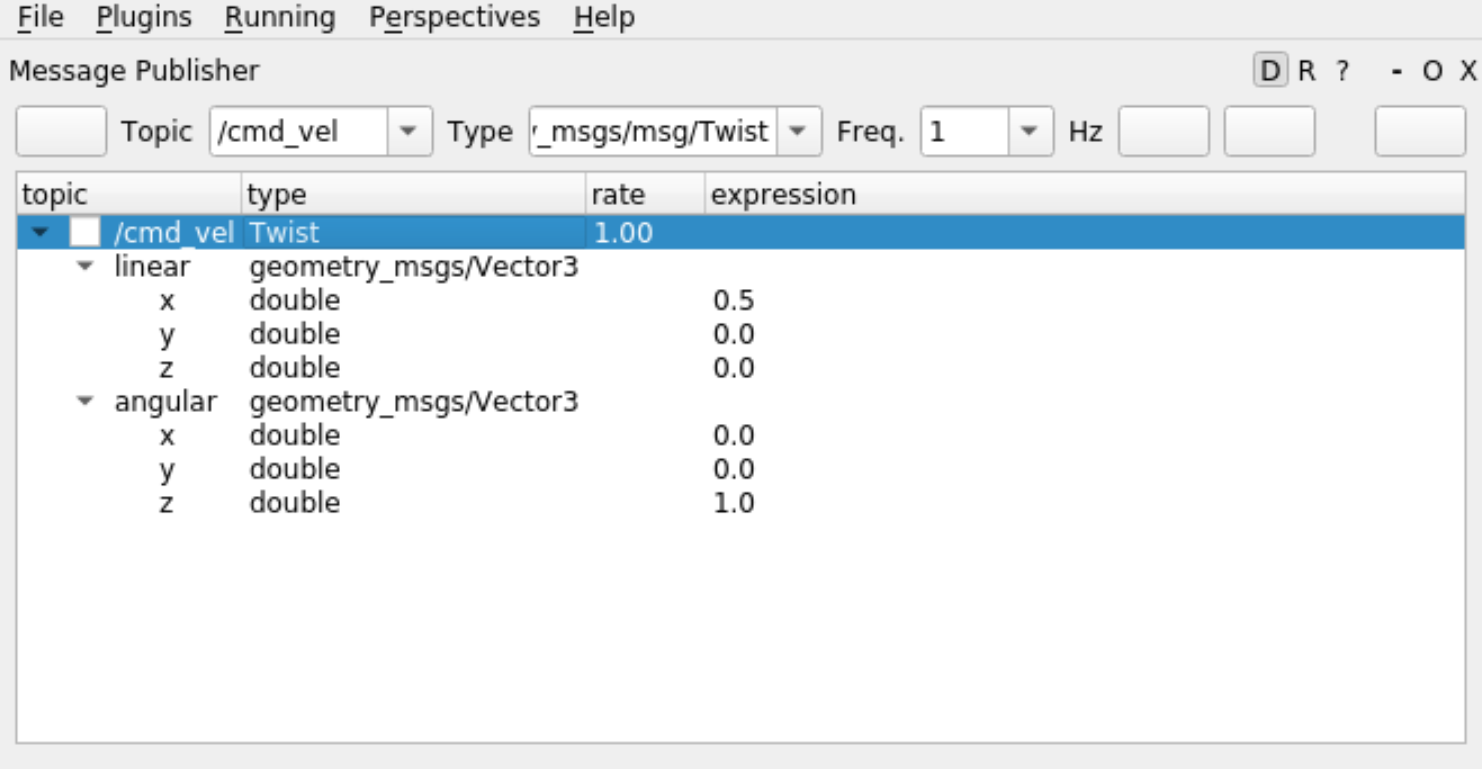 File Plugins Running Perspectives Help
Message Publisher D R ? - O X
Topic /cmd_vel Type _msgs/msg/Twist Freq. 1 Hz
topic type rate expression
/cmd_vel Twist 1.00
linear geometry_msgs/Vector3
x double 0.5
y double 0.0
z double 0.0
angular geometry_msgs/Vector3
x double 0.0
y double 0.0
z double 1.0